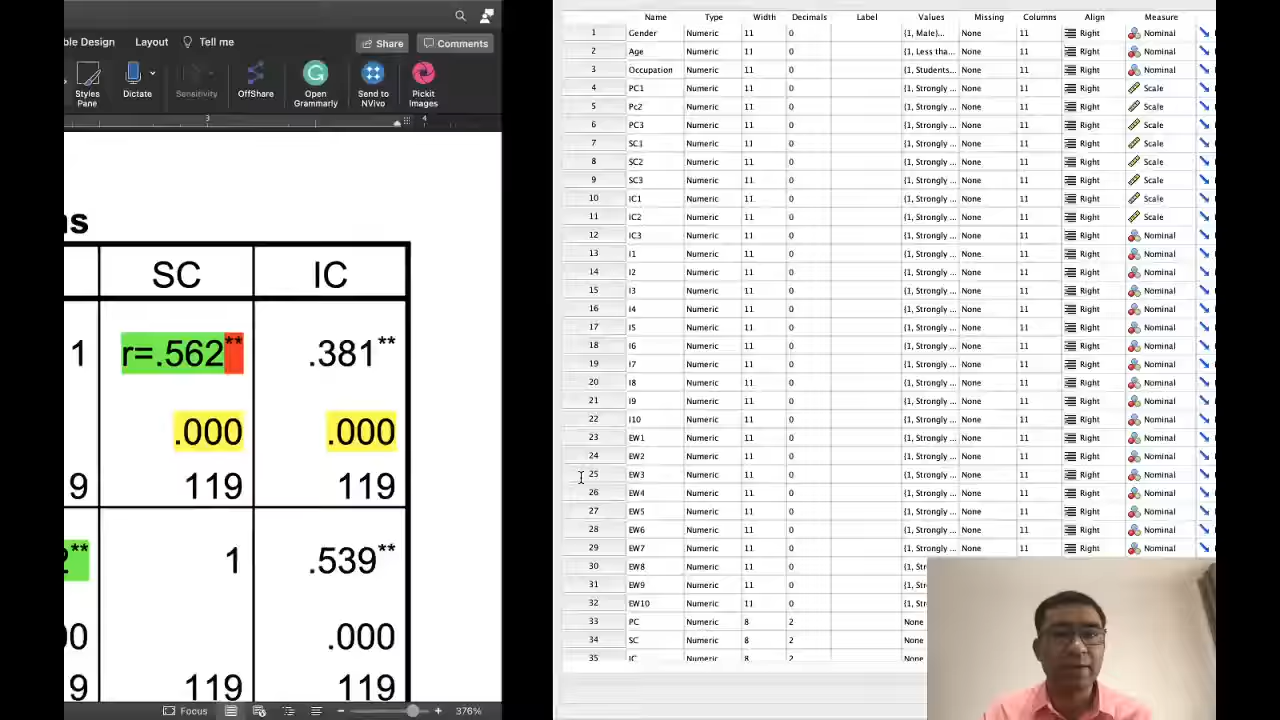 ble Design Layout Tell me Share Comments
Styles Pane
Dictate
Sensitivity
OffShare
Open Grammarly
Send to NVivo
Pickit Images
3 4
ns
SC IC
1 r=.562** .381**
.000 .000
9 119 119
2** 1 .539**
00 .000
9 119 119
Focus 376%
Name Type Width Decimals Label Values Missing Columns Align Measure
1 Gender Numeric 11 0 {1, Male}... None 11 Right Nominal
2 Age Numeric 11 0 {1, Less tha... None 11 Right Nominal
3 Occupation Numeric 11 0 {1, Students... None 11 Right Nominal
4 PC1 Numeric 11 0 {1, Strongly ... None 11 Right Scale
5 Pc2 Numeric 11 0 {1, Strongly ... None 11 Right Scale
6 PC3 Numeric 11 0 {1, Strongly ... None 11 Right Scale
7 SC1 Numeric 11 0 {1, Strongly ... None 11 Right Scale
8 SC2 Numeric 11 0 {1, Strongly ... None 11 Right Scale
9 SC3 Numeric 11 0 {1, Strongly ... None 11 Right Scale
10 IC1 Numeric 11 0 {1, Strongly ... None 11 Right Scale
11 IC2 Numeric 11 0 {1, Strongly ... None 11 Right Scale
12 IC3 Numeric 11 0 {1, Strongly ... None 11 Right Nominal
13 I1 Numeric 11 0 {1, Strongly ... None 11 Right Nominal
14 I2 Numeric 11 0 {1, Strongly ... None 11 Right Nominal
15 I3 Numeric 11 0 {1, Strongly ... None 11 Right Nominal
16 I4 Numeric 11 0 {1, Strongly ... None 11 Right Nominal
17 I5 Numeric 11 0 {1, Strongly ... None 11 Right Nominal
18 I6 Numeric 11 0 {1, Strongly ... None 11 Right Nominal
19 I7 Numeric 11 0 {1, Strongly ... None 11 Right Nominal
20 I8 Numeric 11 0 {1, Strongly ... None 11 Right Nominal
21 I9 Numeric 11 0 {1, Strongly ... None 11 Right Nominal
22 I10 Numeric 11 0 {1, Strongly ... None 11 Right Nominal
23 EW1 Numeric 11 0 {1, Strongly ... None 11 Right Nominal
24 EW2 Numeric 11 0 {1, Strongly ... None 11 Right Nominal
25 EW3 Numeric 11 0 {1, Strongly ... None 11 Right Nominal
26 EW4 Numeric 11 0 {1, Strongly ... None 11 Right Nominal
27 EW5 Numeric 11 0 {1, Strongly ... None 11 Right Nominal
28 EW6 Numeric 11 0 {1, Strongly ... None 11 Right Nominal
29 EW7 Numeric 11 0 {1, Strongly ... None 11 Right Nominal
30 EW8 Numeric 11 0 {1, Str
31 EW9 Numeric 11 0 {1, Str
32 EW10 Numeric 11 0 {1, Str
33 PC Numeric 8 2 None
34 SC Numeric 8 2 None
35 IC Numeric 8 2 None